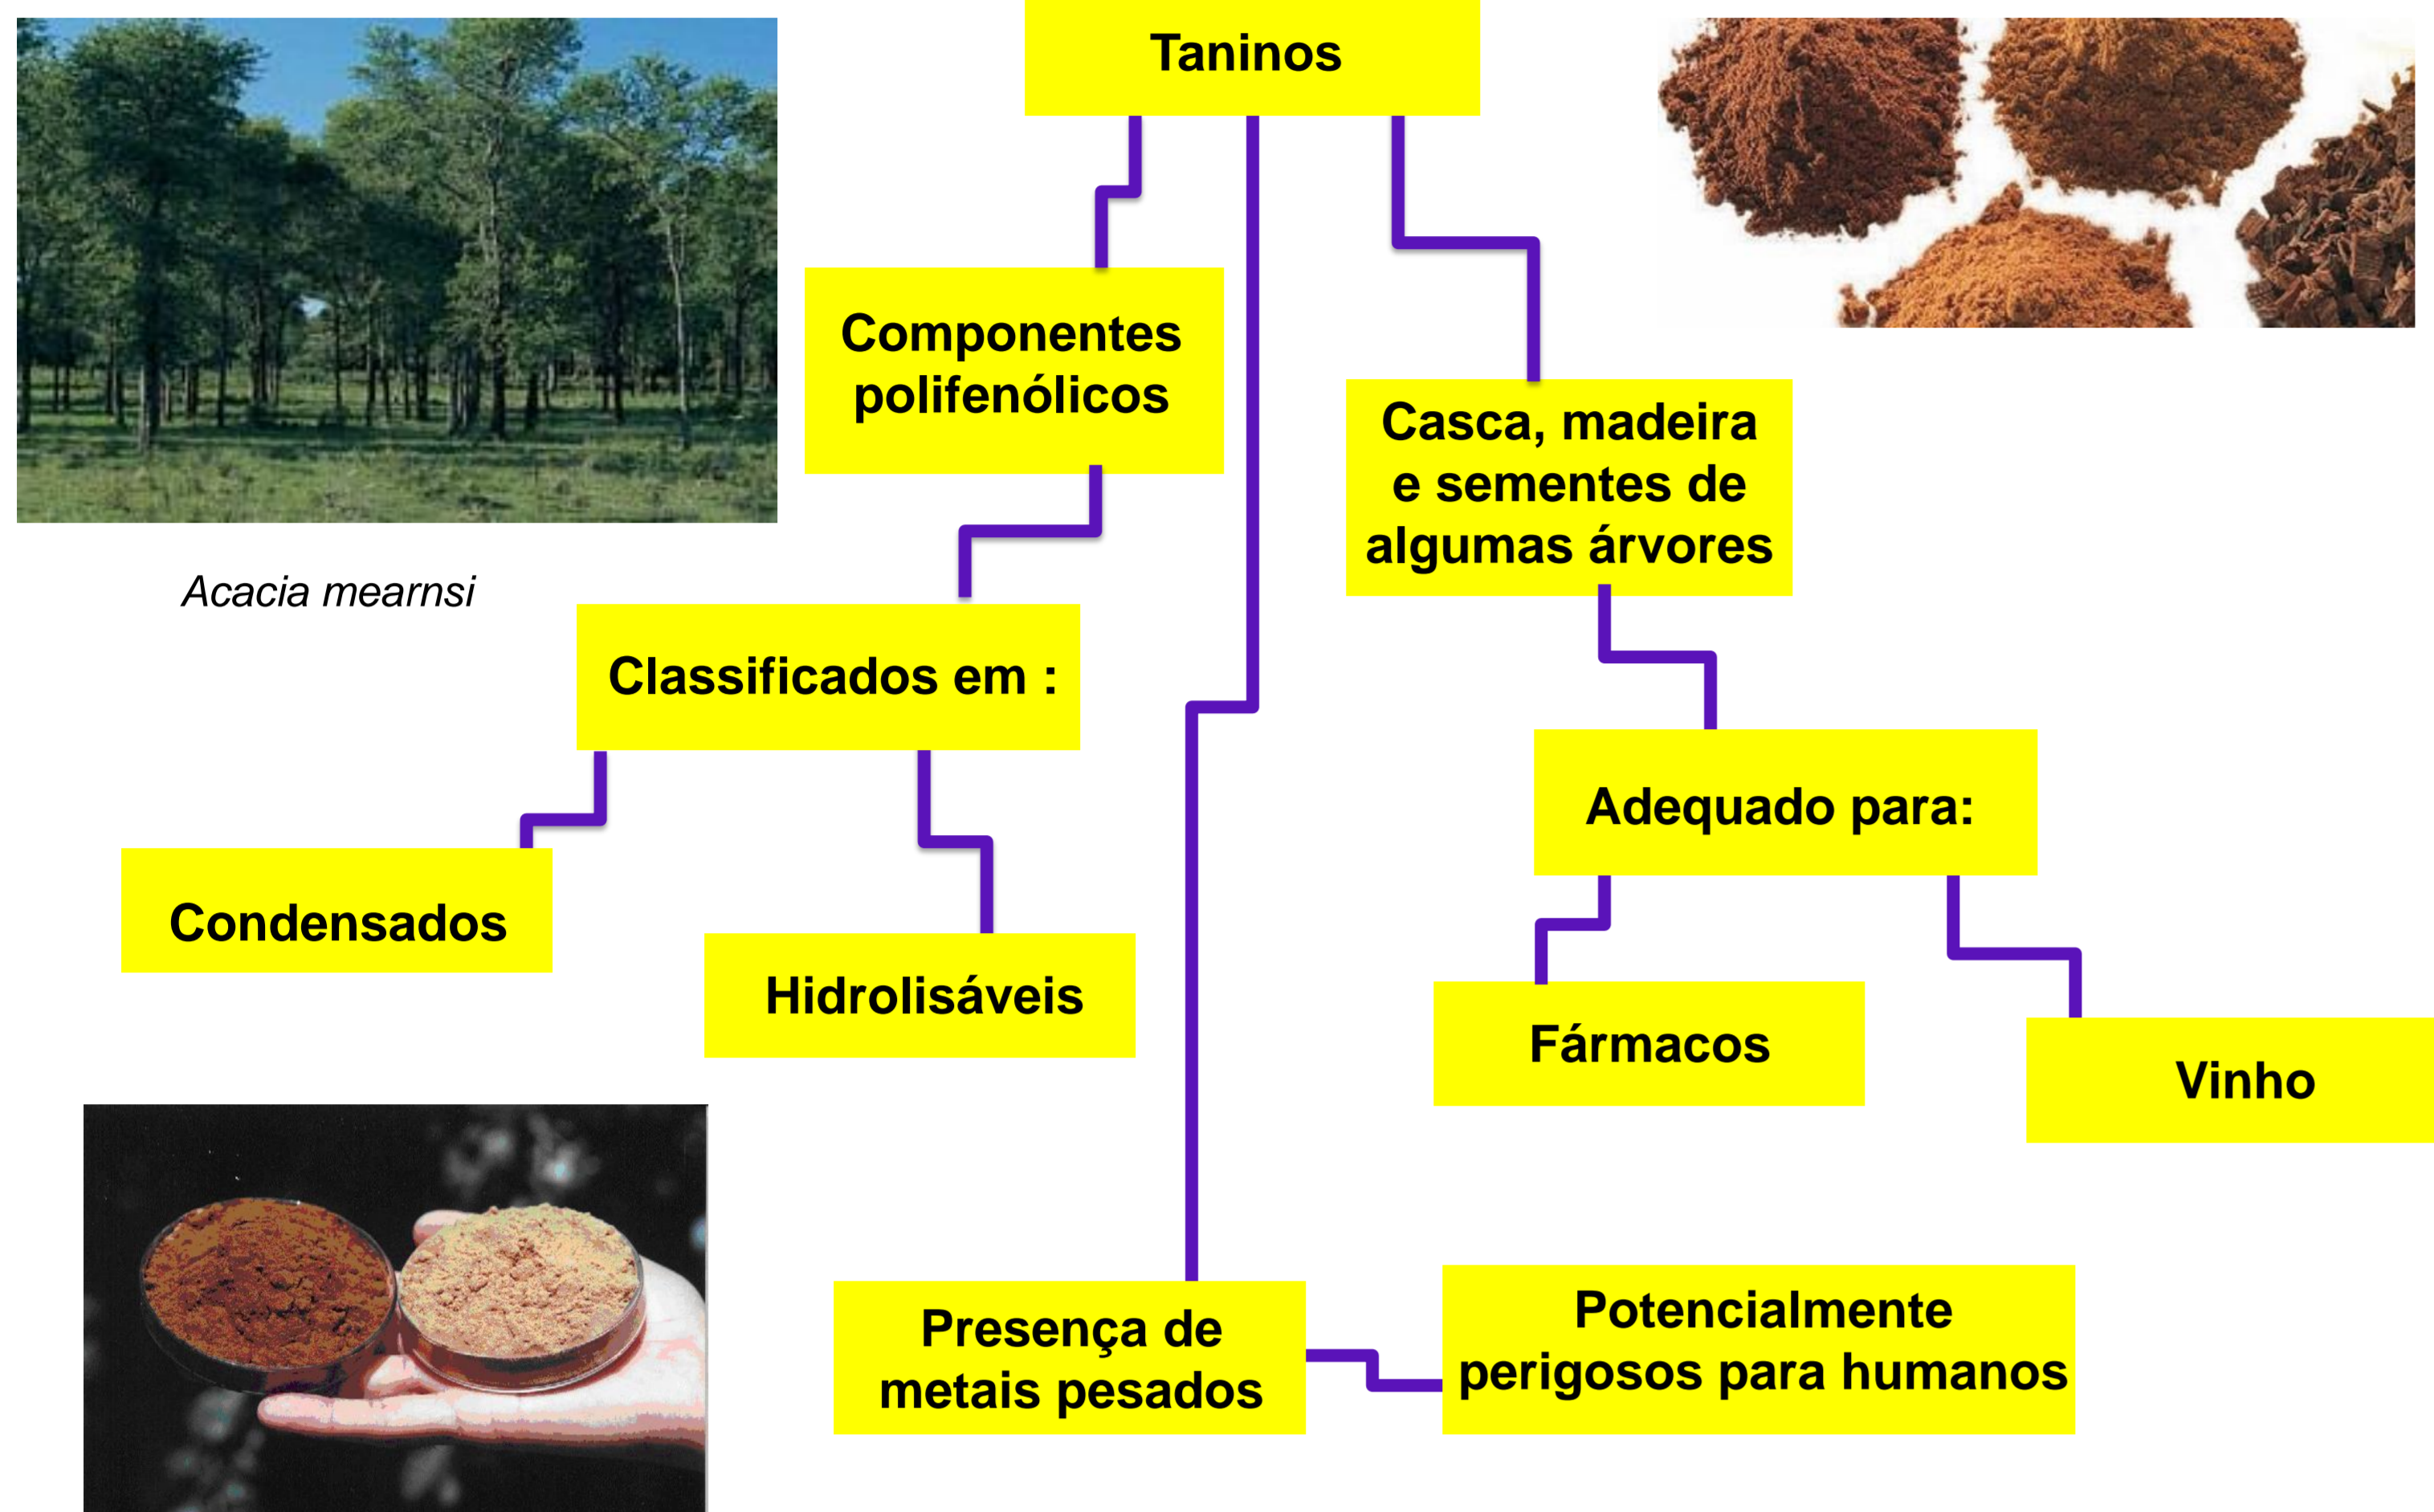 Taninos
Componentes
polifenólicos
Casca, madeira
e sementes de
algumas árvores
Acacia mearnsi
Classificados em :
Adequado para:
Condensados
Hidrolisáveis
Fármacos
Vinho
Presença de
metais pesados
Potencialmente
perigosos para humanos